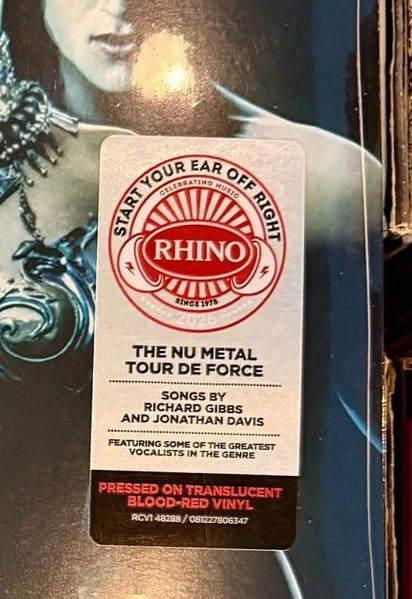 START YOUR EAR OFF RIGHT
CELEBRATING MUSIC
RHINO
SINCE 1978
2026
THE NU METAL
TOUR DE FORCE
SONGS BY
RICHARD GIBBS
AND JONATHAN DAVIS
FEATURING SOME OF THE GREATEST
VOCALISTS IN THE GENRE
PRESSED ON TRANSLUCENT
BLOOD-RED VINYL
RCV1 48288 / 081227806347